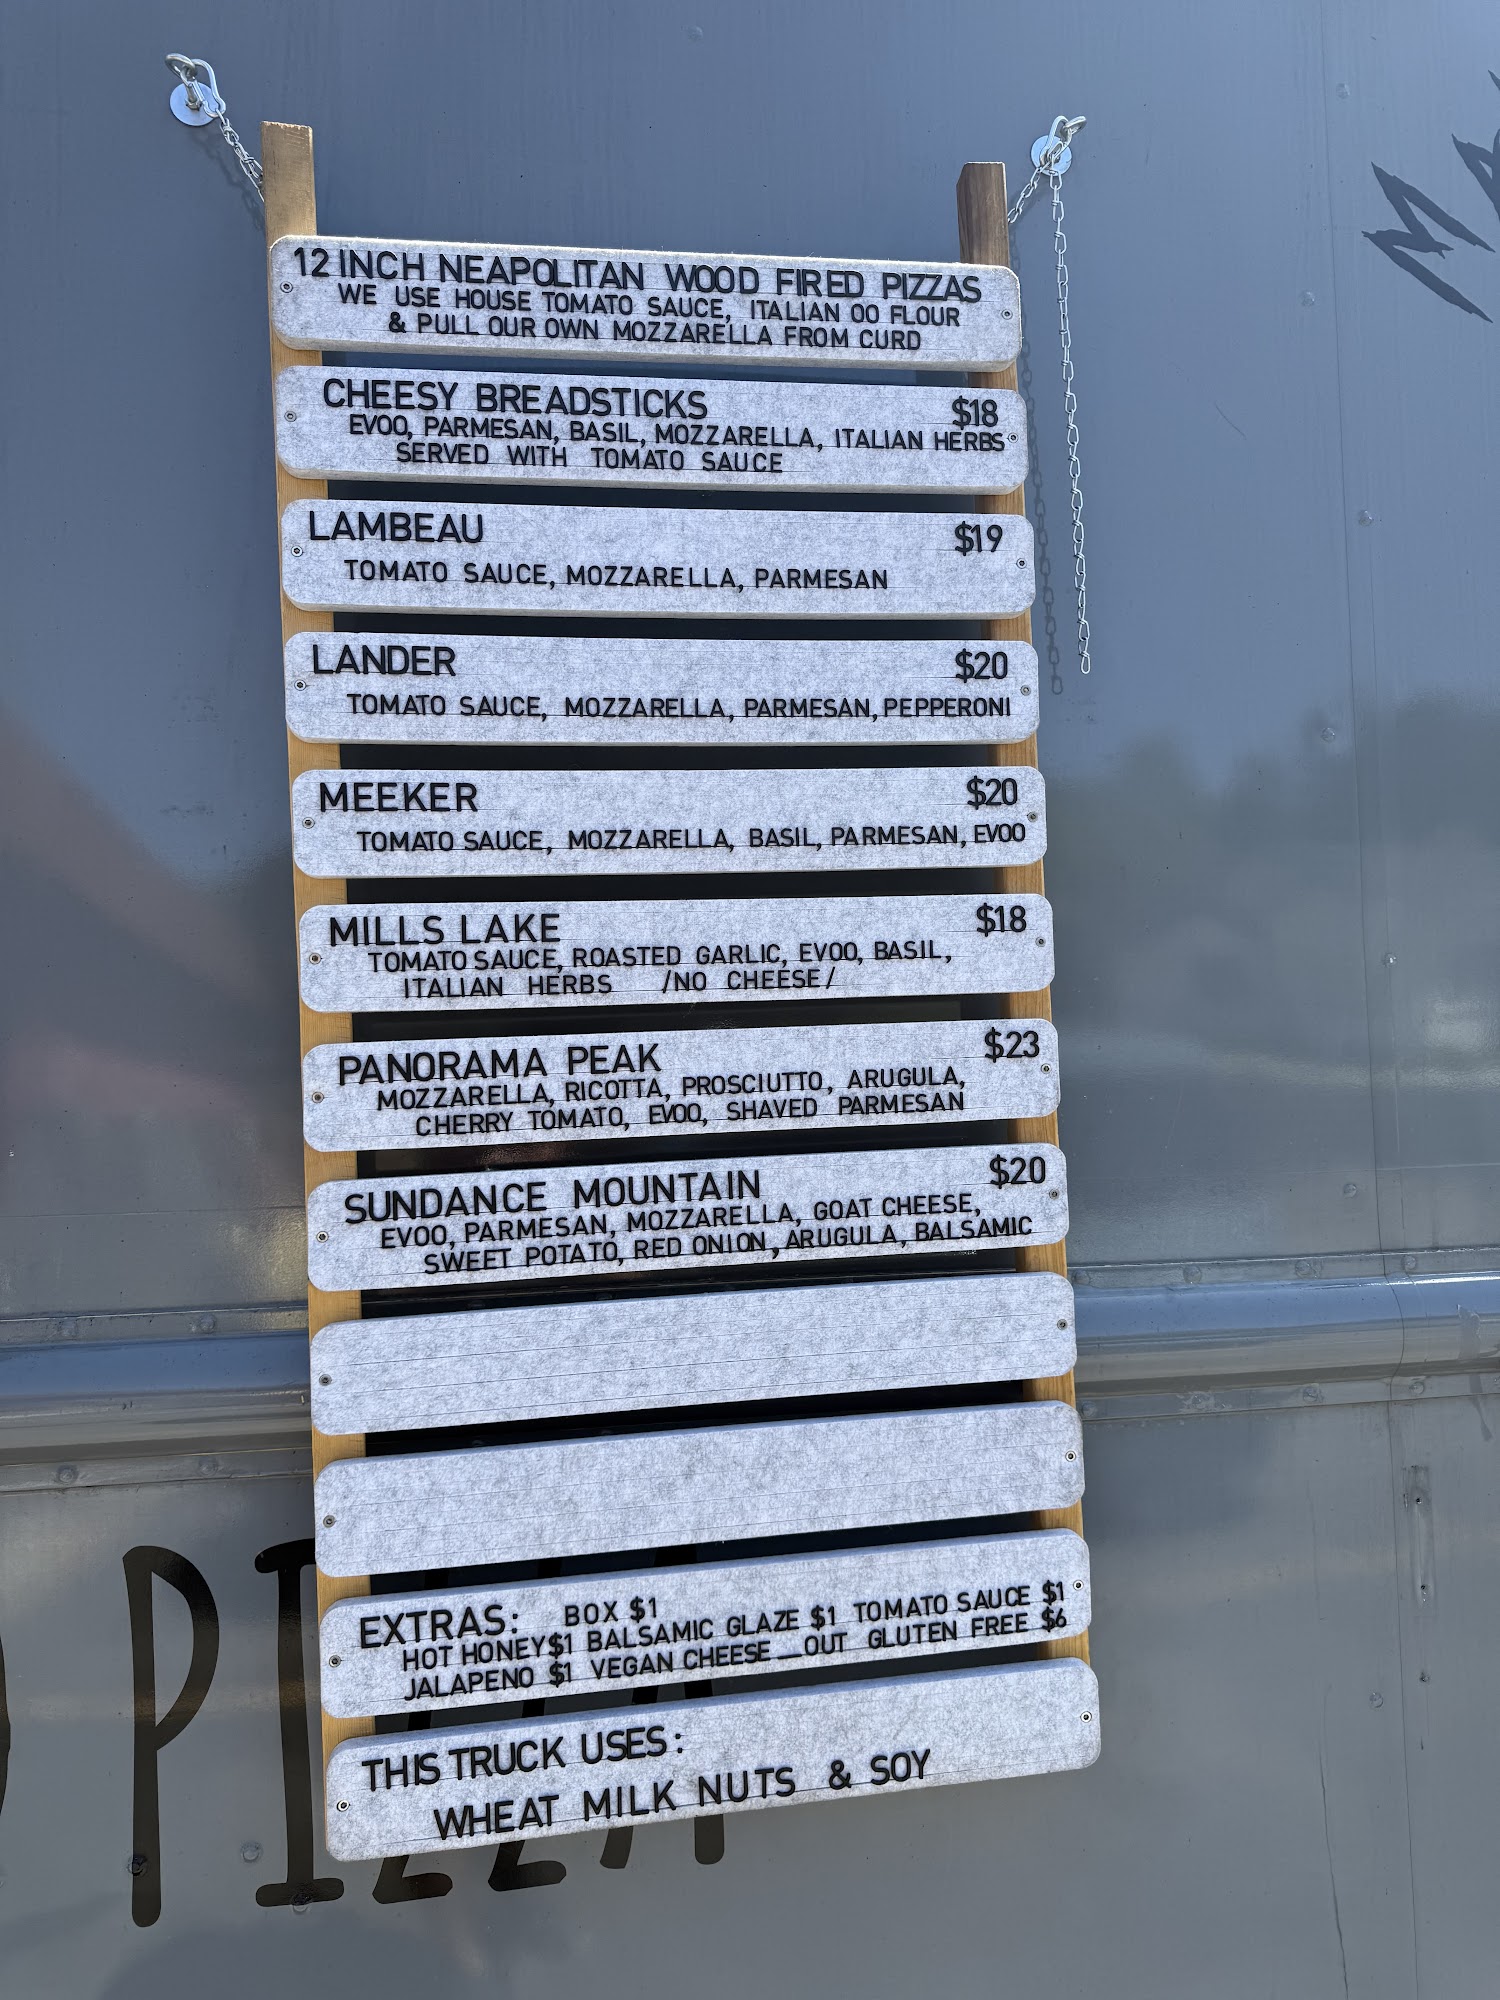 12 INCH NEAPOLITAN WOOD FIRED PIZZAS
WE USE HOUSE TOMATO SAUCE, ITALIAN OO FLOUR
& PULL OUR OWN MOZZARELLA FROM CURD
CHEESY BREADSTICKS $18
EVOO, PARMESAN, BASIL, MOZZARELLA, ITALIAN HERBS
SERVED WITH TOMATO SAUCE
LAMBEAU $19
TOMATO SAUCE, MOZZARELLA, PARMESAN
LANDER $20
TOMATO SAUCE, MOZZARELLA, PARMESAN, PEPPERONI
MEEKER $20
TOMATO SAUCE, MOZZARELLA, BASIL, PARMESAN, EVOO
MILLS LAKE $18
TOMATO SAUCE, ROASTED GARLIC, EVOO, BASIL,
ITALIAN HERBS /NO CHEESE/
PANORAMA PEAK $23
MOZZARELLA, RICOTTA, PROSCIUTTO, ARUGULA,
CHERRY TOMATO, EVOO, SHAVED PARMESAN
SUNDANCE MOUNTAIN $20
EVOO, PARMESAN, MOZZARELLA, GOAT CHEESE,
SWEET POTATO, RED ONION, ARUGULA, BALSAMIC
EXTRAS: BOX $1
HOT HONEY $1 BALSAMIC GLAZE $1 TOMATO SAUCE $1
JALAPENO $1 VEGAN CHEESE__OUT GLUTEN FREE $6
THIS TRUCK USES:
WHEAT MILK NUTS & SOY
PIZZA